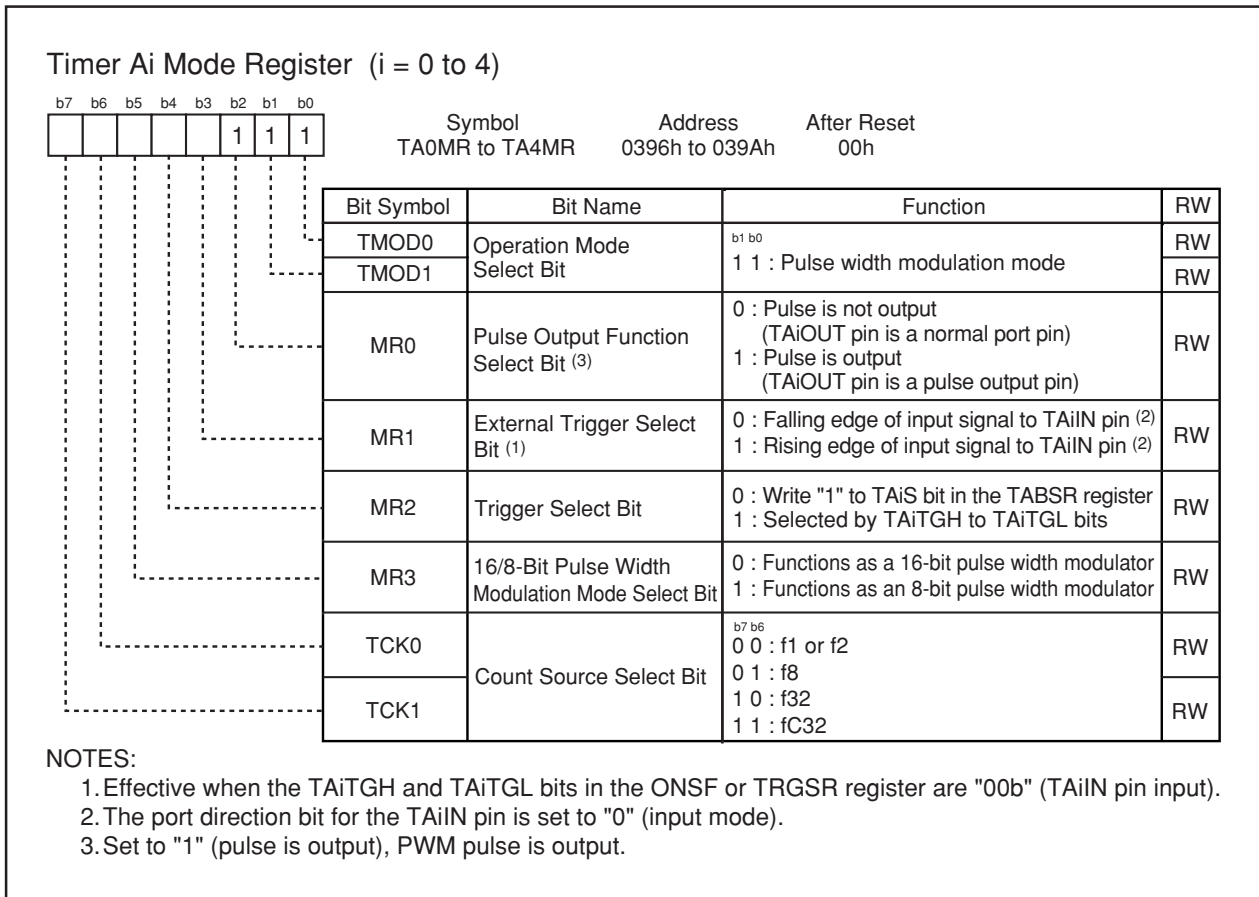 Timer Ai Mode Register (i = 0 to 4)
b7 b6 b5 b4 b3 b2 b1 b0
1 1 1
Symbol Address After Reset
TA0MR to TA4MR 0396h to 039Ah 00h
Bit Symbol Bit Name Function RW
TMOD0 RW
TMOD1 RW
Operation Mode
Select Bit
b1 b0
1 1 : Pulse width modulation mode
MR0
Pulse Output Function
Select Bit (3)
0 : Pulse is not output
(TAiOUT pin is a normal port pin)
1 : Pulse is output
(TAiOUT pin is a pulse output pin)
RW
MR1
External Trigger Select
Bit (1)
0 : Falling edge of input signal to TAiIN pin (2)
1 : Rising edge of input signal to TAiIN pin (2)
RW
MR2
Trigger Select Bit
0 : Write "1" to TAiS bit in the TABSR register
1 : Selected by TAiTGH to TAiTGL bits
RW
MR3
16/8-Bit Pulse Width
Modulation Mode Select Bit
0 : Functions as a 16-bit pulse width modulator
1 : Functions as an 8-bit pulse width modulator
RW
TCK0 RW
TCK1 RW
Count Source Select Bit
b7 b6
0 0 : f1 or f2
0 1 : f8
1 0 : f32
1 1 : fC32
NOTES:
1. Effective when the TAiTGH and TAiTGL bits in the ONSF or TRGSR register are "00b" (TAiIN pin input).
2. The port direction bit for the TAiIN pin is set to "0" (input mode).
3. Set to "1" (pulse is output), PWM pulse is output.